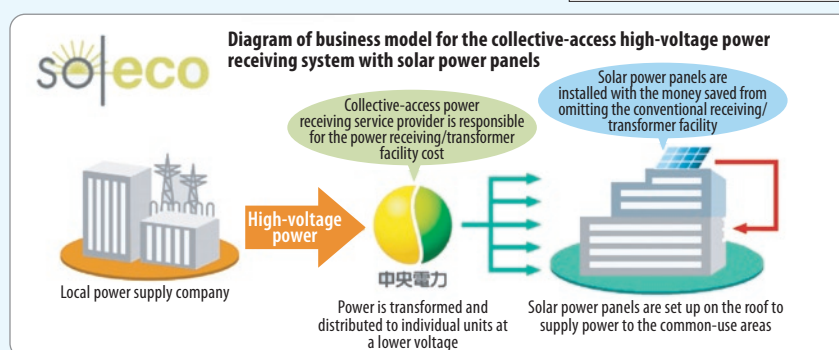 soleco
Diagram of business model for the collective-access high-voltage power
receiving system with solar power panels
Collective-access power
receiving service provider is responsible
for the power receiving/transformer
facility cost
Solar power panels are
installed with the money saved from
omitting the conventional receiving/
transformer facility
High-voltage
power
中央電力
Local power supply company
Power is transformed and
distributed to individual units at
a lower voltage
Solar power panels are set up on the roof to
supply power to the common-use areas